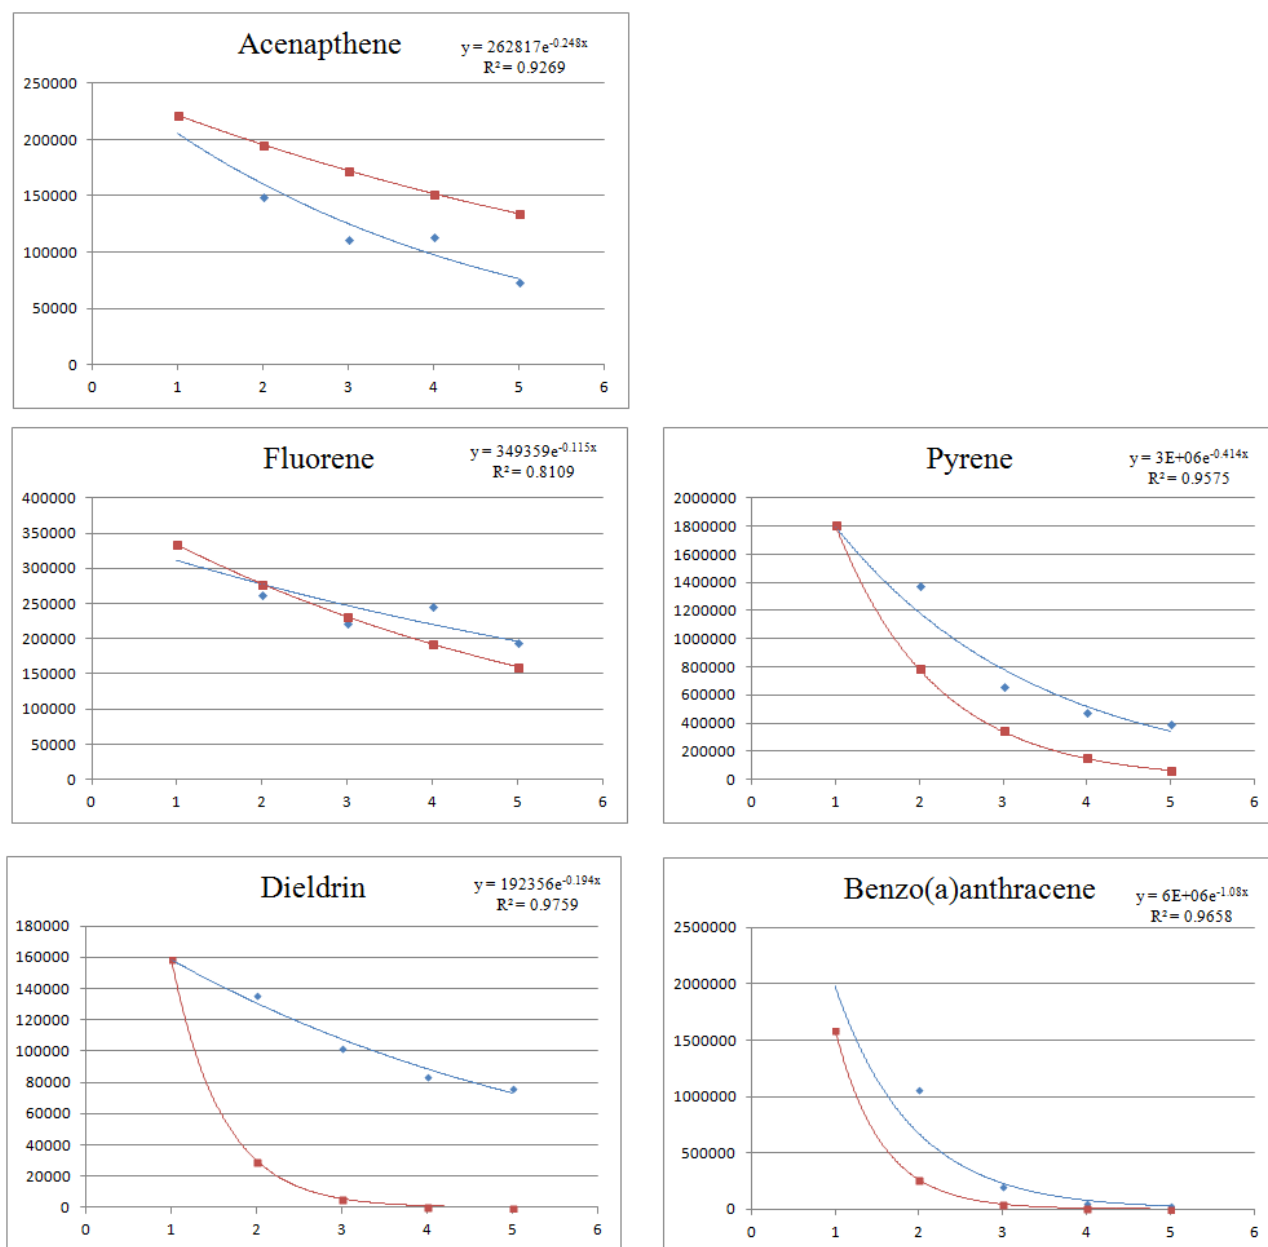 Acenapthene
y = 262817e^-0.248x
R² = 0.9269
250000
200000
150000
100000
50000
0
0 1 2 3 4 5 6
Fluorene
y = 349359e^-0.115x
R² = 0.8109
400000
350000
300000
250000
200000
150000
100000
50000
0
0 1 2 3 4 5 6
Pyrene
y = 3E+06e^-0.414x
R² = 0.9575
2000000
1800000
1600000
1400000
1200000
1000000
800000
600000
400000
200000
0
0 1 2 3 4 5 6
Dieldrin
y = 192356e^-0.194x
R² = 0.9759
180000
160000
140000
120000
100000
80000
60000
40000
20000
0
0 1 2 3 4 5 6
Benzo(a)anthracene
y = 6E+06e^-1.08x
R² = 0.9658
2500000
2000000
1500000
1000000
500000
0
0 1 2 3 4 5 6